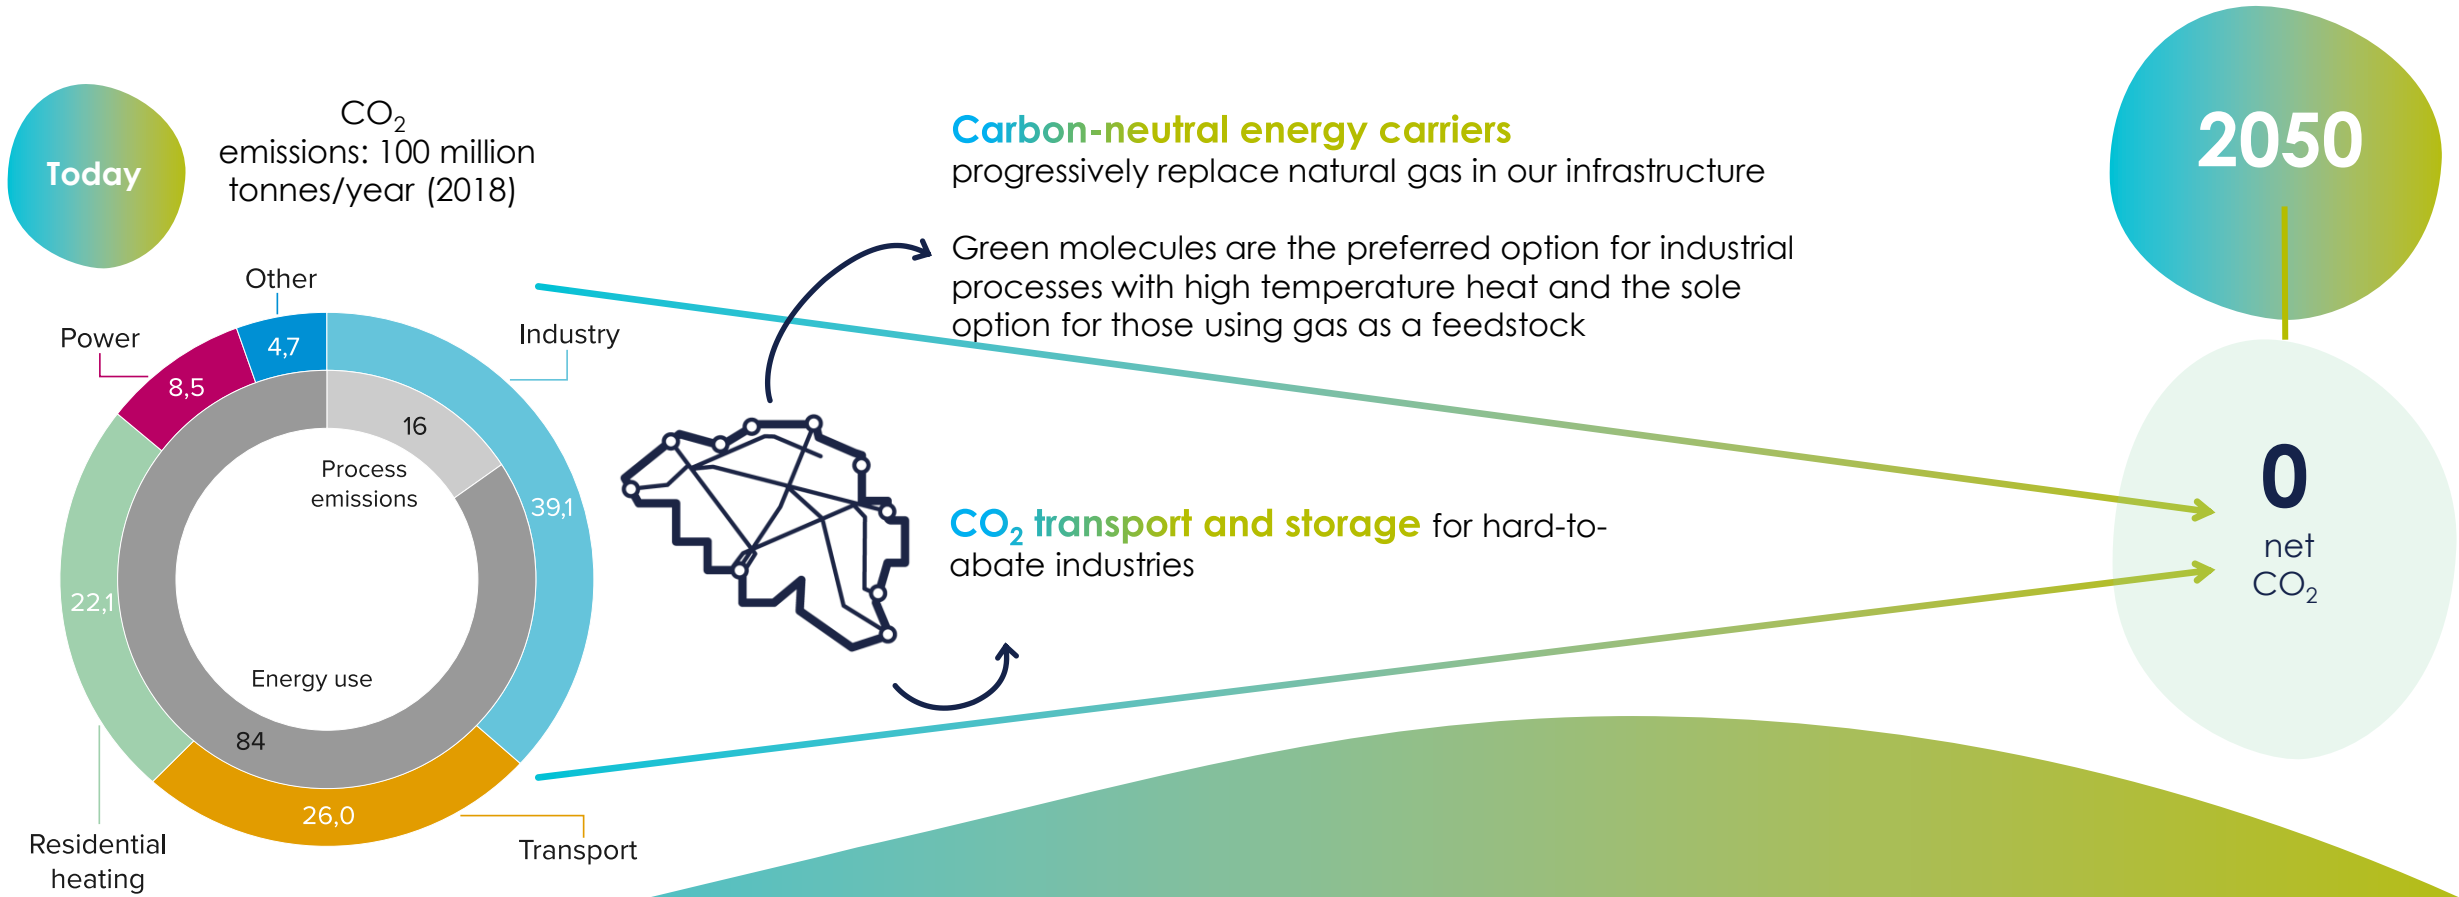 Today
CO₂
emissions: 100 million
tonnes/year (2018)
Other
Power
Industry
4,7
8,5
16
Process
emissions
39,1
22,1
Energy use
84
26,0
Residential
heating
Transport
Carbon-neutral energy carriers
progressively replace natural gas in our infrastructure
Green molecules are the preferred option for industrial
processes with high temperature heat and the sole
option for those using gas as a feedstock
CO₂ transport and storage for hard-to-
abate industries
2050
0
net
CO₂